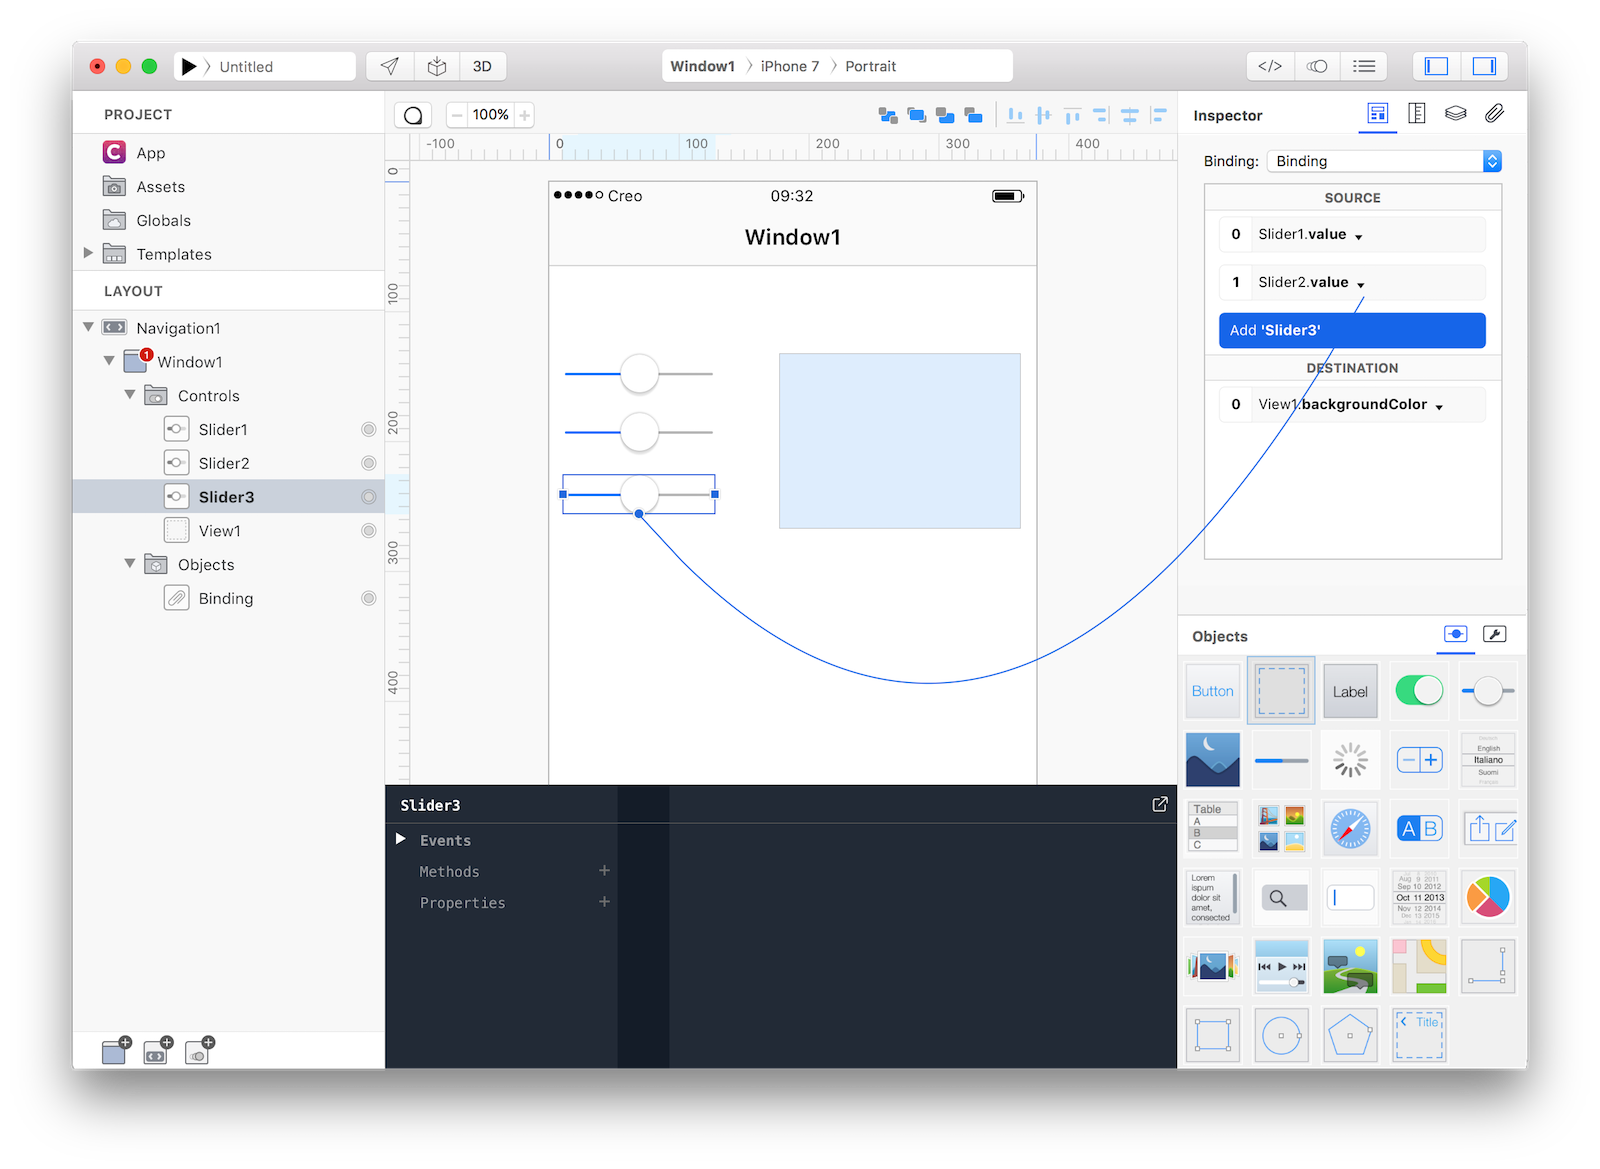 Untitled
3D
Window1 iPhone 7 Portrait
</>
PROJECT
App
Assets
Globals
Templates
LAYOUT
Navigation1
1
Window1
Controls
Slider1
Slider2
Slider3
View1
Objects
Binding
100%
-100 0 100 200 300 400
0
100
200
300
400
Creo 09:32
Window1
Slider3
Events
Methods
Properties
Inspector
Binding: Binding
SOURCE
0 Slider1.value
1 Slider2.value
Add 'Slider3'
DESTINATION
0 View1.backgroundColor
Objects
Button
Label
English
Italiano
Suomi
Table
A
B
C
A B
Lorem
ispum
dolor sit
amet,
consected
Aug 9 2011
Sep 10 2012
Oct 11 2013
Nov 12 2014
Dec 13 2015
Title